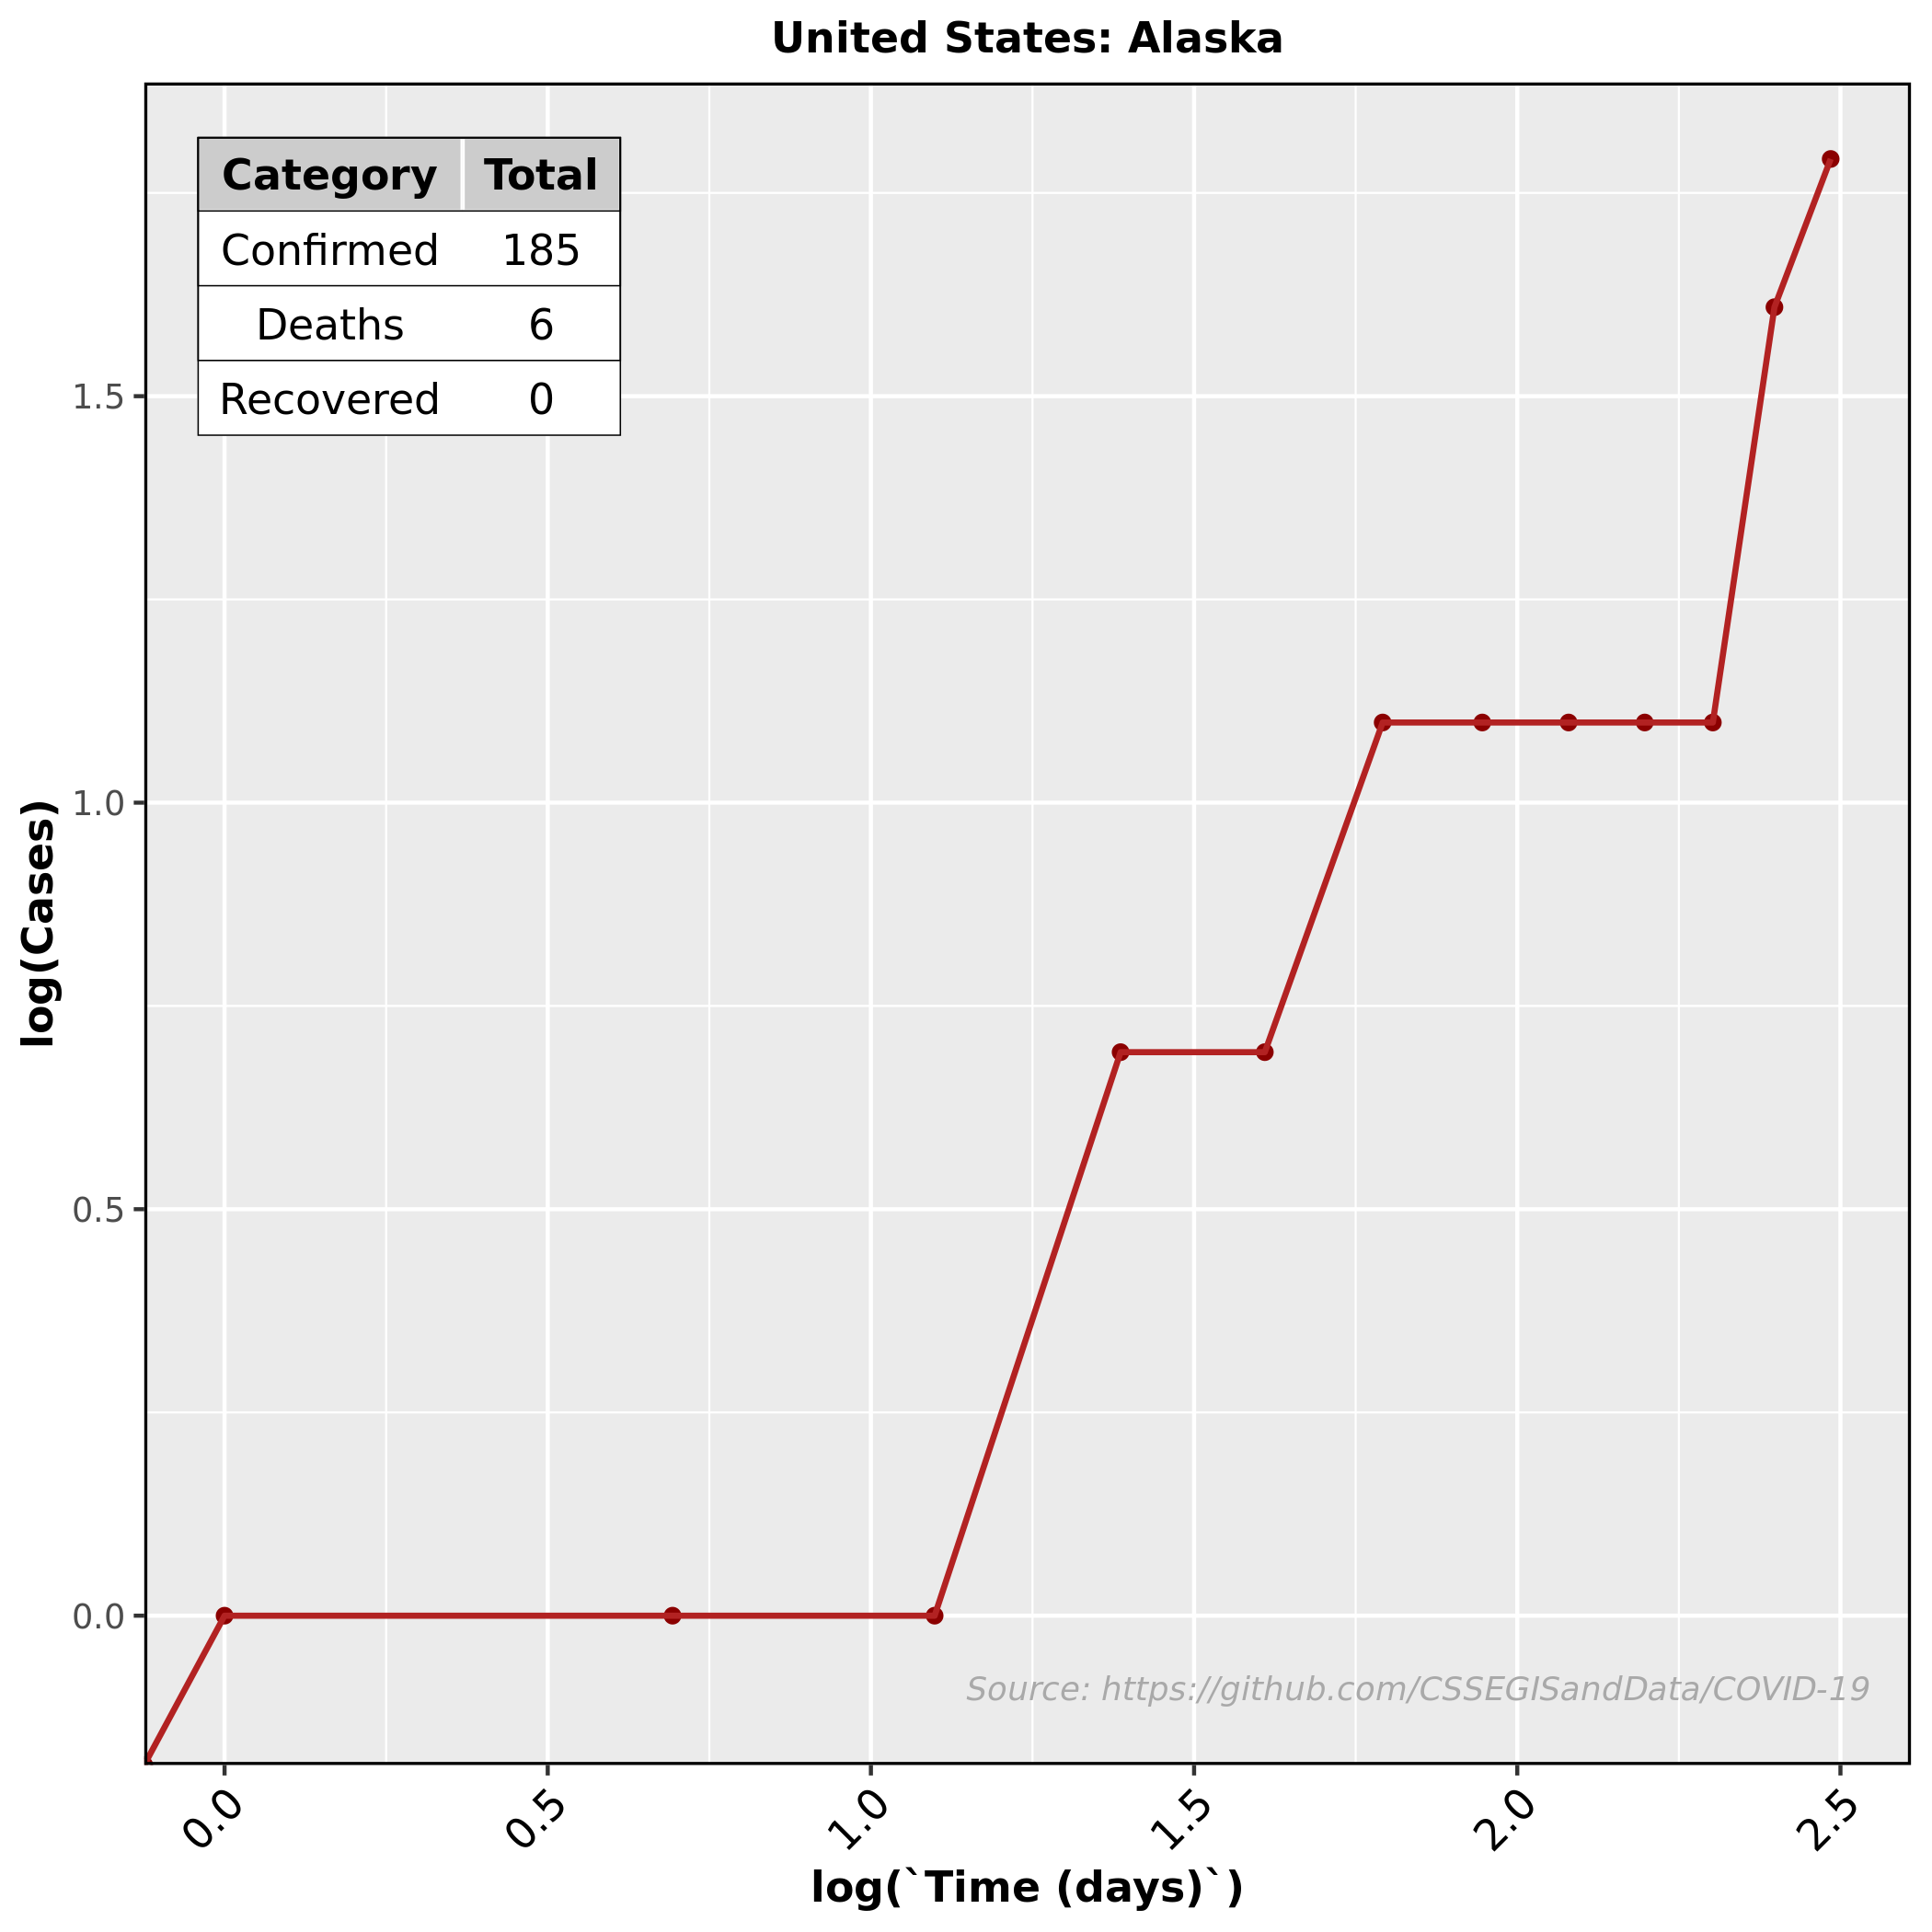 United States: Alaska
Category Total
Confirmed 185
Deaths 6
Recovered 0
1.5
1.0
0.5
0.0
log(Cases)
Source: https://github.com/CSSEGISandData/COVID-19
0.0 0.5 1.0 1.5 2.0 2.5
log(`Time (days)`)